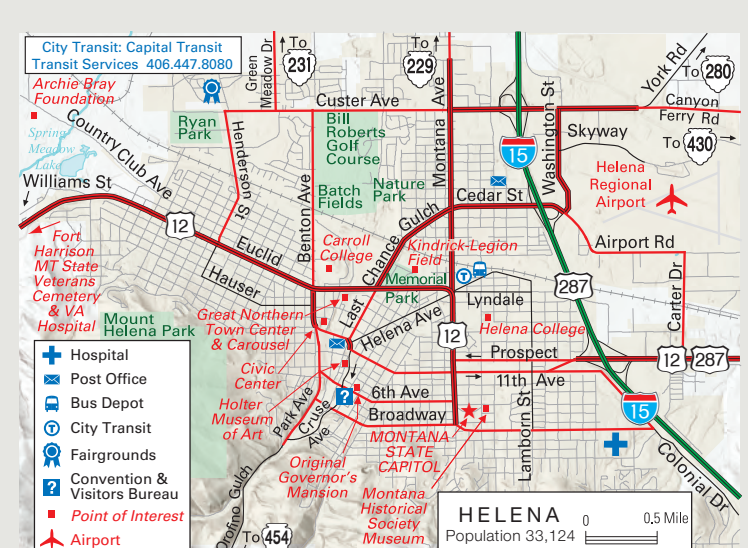 City Transit: Capital Transit
Transit Services 406.447.8080
Archie Bray
Foundation
Spring
Meadow
Lake
Country Club Ave
Williams St
Green
Meadow Dr
To
231
To
229
Custer Ave
Ryan
Park
Henderson St
Bill
Roberts
Golf
Course
Batch
Fields
Nature
Park
Benton Ave
Montana Ave
Washington St
York Rd
To 280
Canyon
Ferry Rd
Skyway
To 430
15
Helena
Regional
Airport
Cedar St
Airport Rd
Carter Dr
12
Euclid
Hauser
Carroll
College
Last Chance Gulch
Kindrick-Legion
Field
Memorial
Park
Lyndale
287
Fort
Harrison
MT State
Veterans
Cemetery
& VA
Hospital
Mount
Helena Park
Great Northern
Town Center
& Carousel
Helena Ave
12
Helena College
Prospect
11th Ave
12 287
Civic
Center
Holter
Museum
of Art
Park Ave
Cruse
Ave
6th Ave
Broadway
Lamborn St
15
Colonial Dr
MONTANA
STATE
CAPITOL
Original
Governor's
Mansion
Montana
Historical
Society
Museum
Orofino Gulch
To 454
Hospital
Post Office
Bus Depot
T City Transit
Fairgrounds
? Convention &
Visitors Bureau
Point of Interest
Airport
?
T
HELENA
Population 33,124
0 0.5 Mile